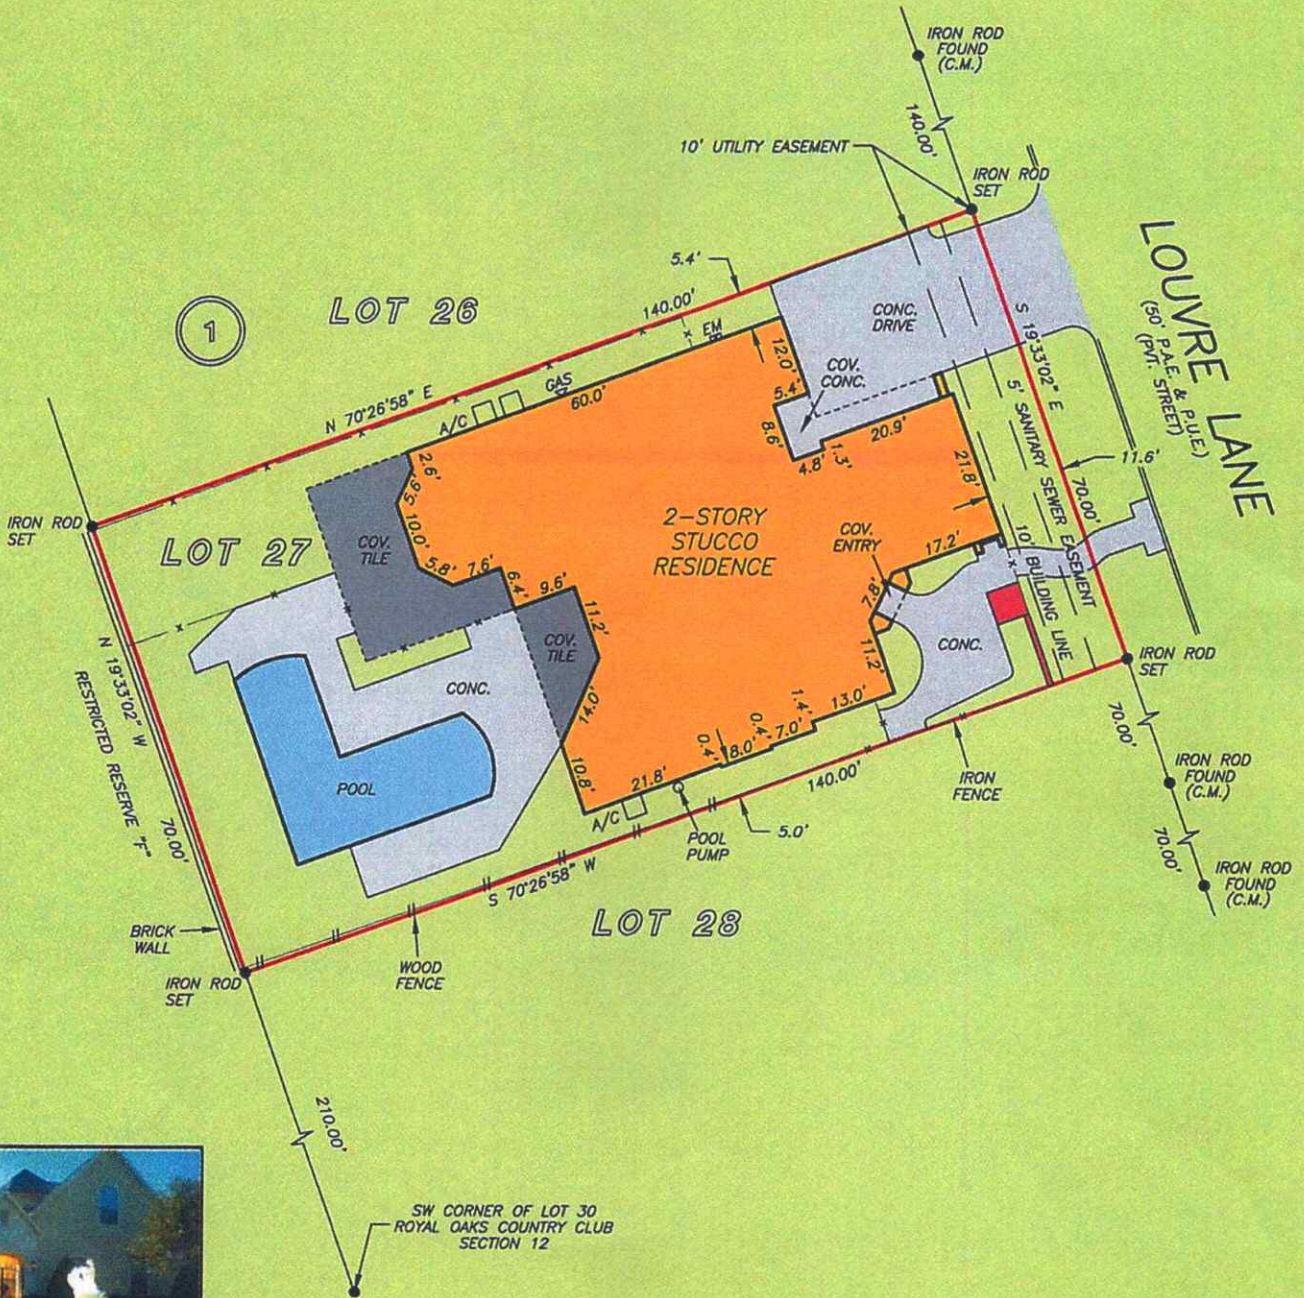 IRON ROD
FOUND
(C.M.)
140.00'
10' UTILITY EASEMENT
IRON ROD
SET
LOUVRE LANE
(50' P.A.E. & P.U.E.)
(PVT. STREET)
5.4'
1
LOT 26
140.00'
EM
CONC.
DRIVE
S 19°33'02" E
12.0'
COV.
CONC.
5.4'
GAS
60.0'
A/C
N 70°26'58" E
8.6'
20.9'
4.8'
1.3'
5' SANITARY SEWER EASEMENT
11.6'
70.00'
2.6'
5.6'
21.8'
IRON ROD
SET
LOT 27
COV.
TILE
10.0'
5.8'
7.6'
6.4'
9.6'
2-STORY
STUCCO
RESIDENCE
COV.
ENTRY
17.2'
10' BUILDING LINE
7.8'
11.2'
COV.
TILE
11.2'
CONC.
IRON ROD
SET
N 19°33'02" W
RESTRICTED RESERVE "F"
70.00'
CONC.
14.0'
POOL
10.8'
21.8'
0.4'
8.0'
0.4'
7.0'
1.4'
13.0'
70.00'
IRON ROD
FOUND
(C.M.)
140.00'
IRON
FENCE
A/C
POOL
PUMP
5.0'
S 70°26'58" W
70.00'
IRON ROD
FOUND
(C.M.)
LOT 28
BRICK
WALL
WOOD
FENCE
IRON ROD
SET
210.00'
SW CORNER OF LOT 30
ROYAL OAKS COUNTRY CLUB
SECTION 12